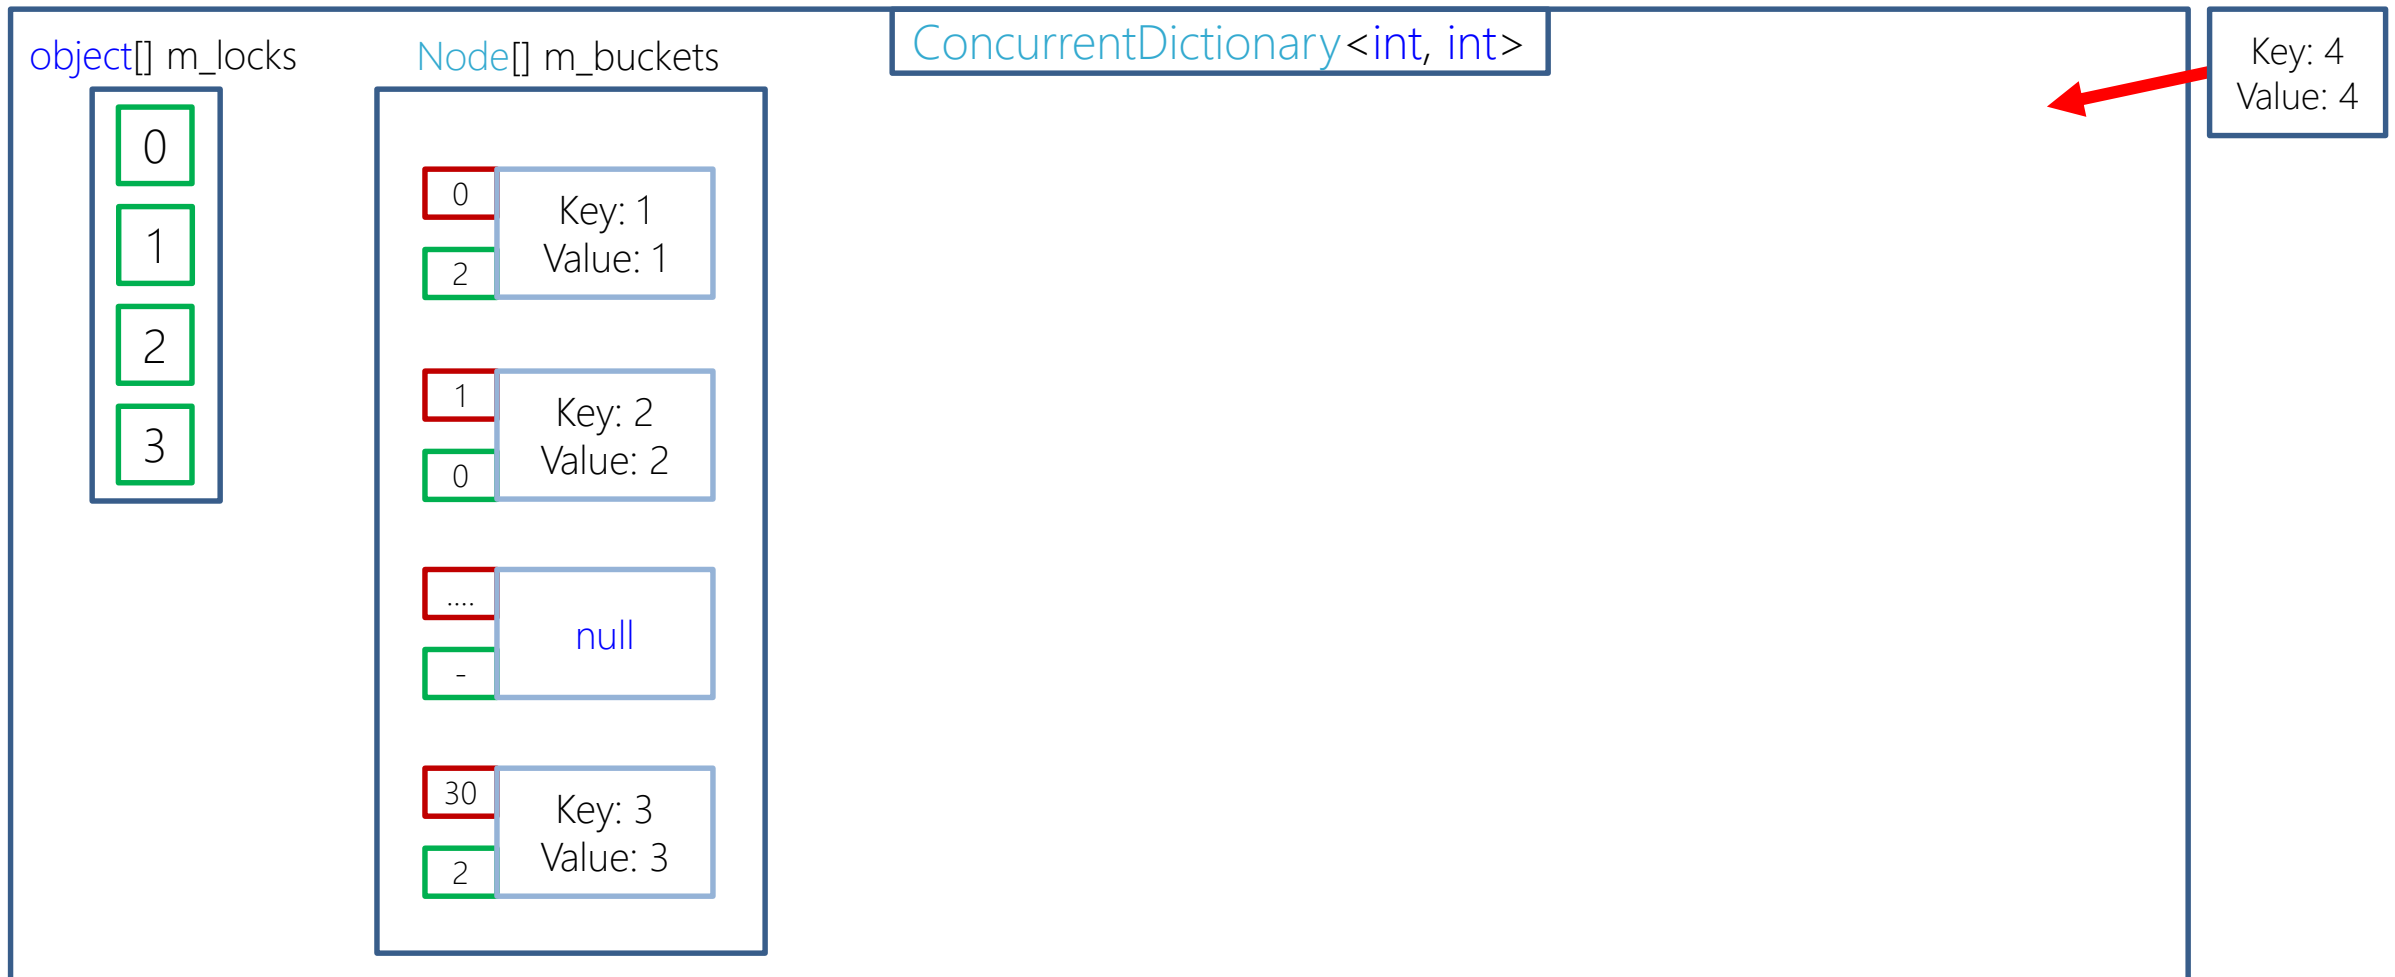 ConcurrentDictionary<int, int>
object[] m_locks
0
1
2
3
Node[] m_buckets
0
2
Key: 1
Value: 1
1
0
Key: 2
Value: 2
....
-
null
30
2
Key: 3
Value: 3
Key: 4
Value: 4